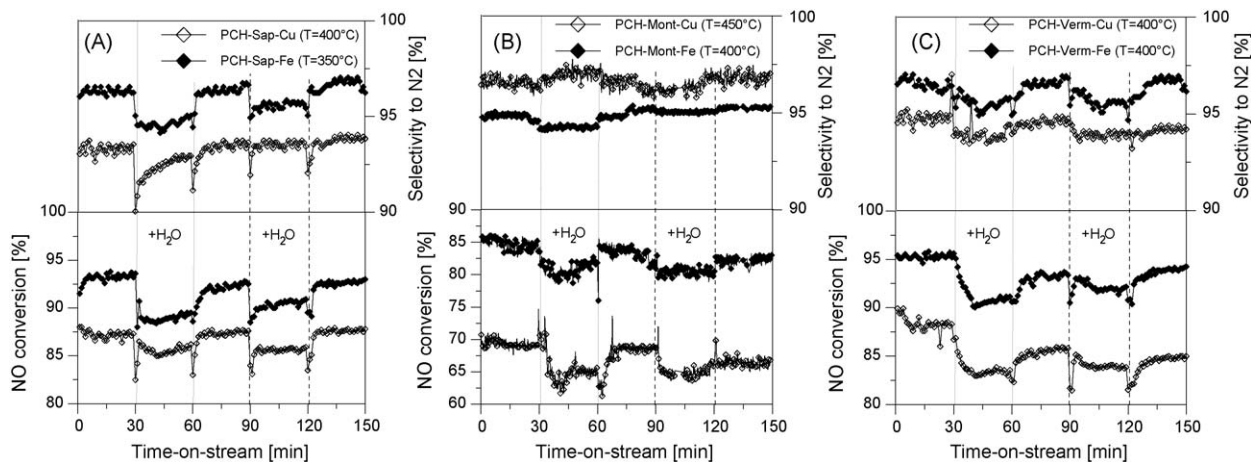 (A)
PCH-Sap-Cu (T=400°C)
PCH-Sap-Fe (T=350°C)
100
95
90
Selectivity to N2 [%]
100
95
90
85
80
NO conversion [%]
+H2O
+H2O
0 30 60 90 120 150
Time-on-stream [min]
(B)
PCH-Mont-Cu (T=450°C)
PCH-Mont-Fe (T=400°C)
100
95
90
Selectivity to N2 [%]
90
85
80
75
70
65
60
NO conversion [%]
+H2O
+H2O
0 30 60 90 120 150
Time-on-stream [min]
(C)
PCH-Verm-Cu (T=400°C)
PCH-Verm-Fe (T=400°C)
100
95
90
Selectivity to N2 [%]
100
95
90
85
80
NO conversion [%]
+H2O
+H2O
0 30 60 90 120 150
Time-on-stream [min]